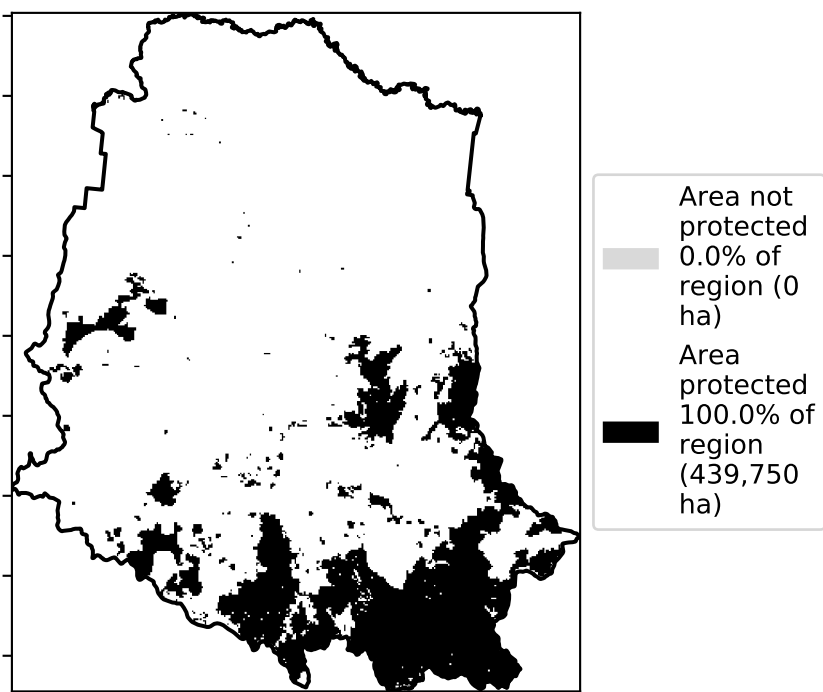 Area not
protected
0.0% of
region (0
ha)
Area
protected
100.0% of
region
(439,750
ha)